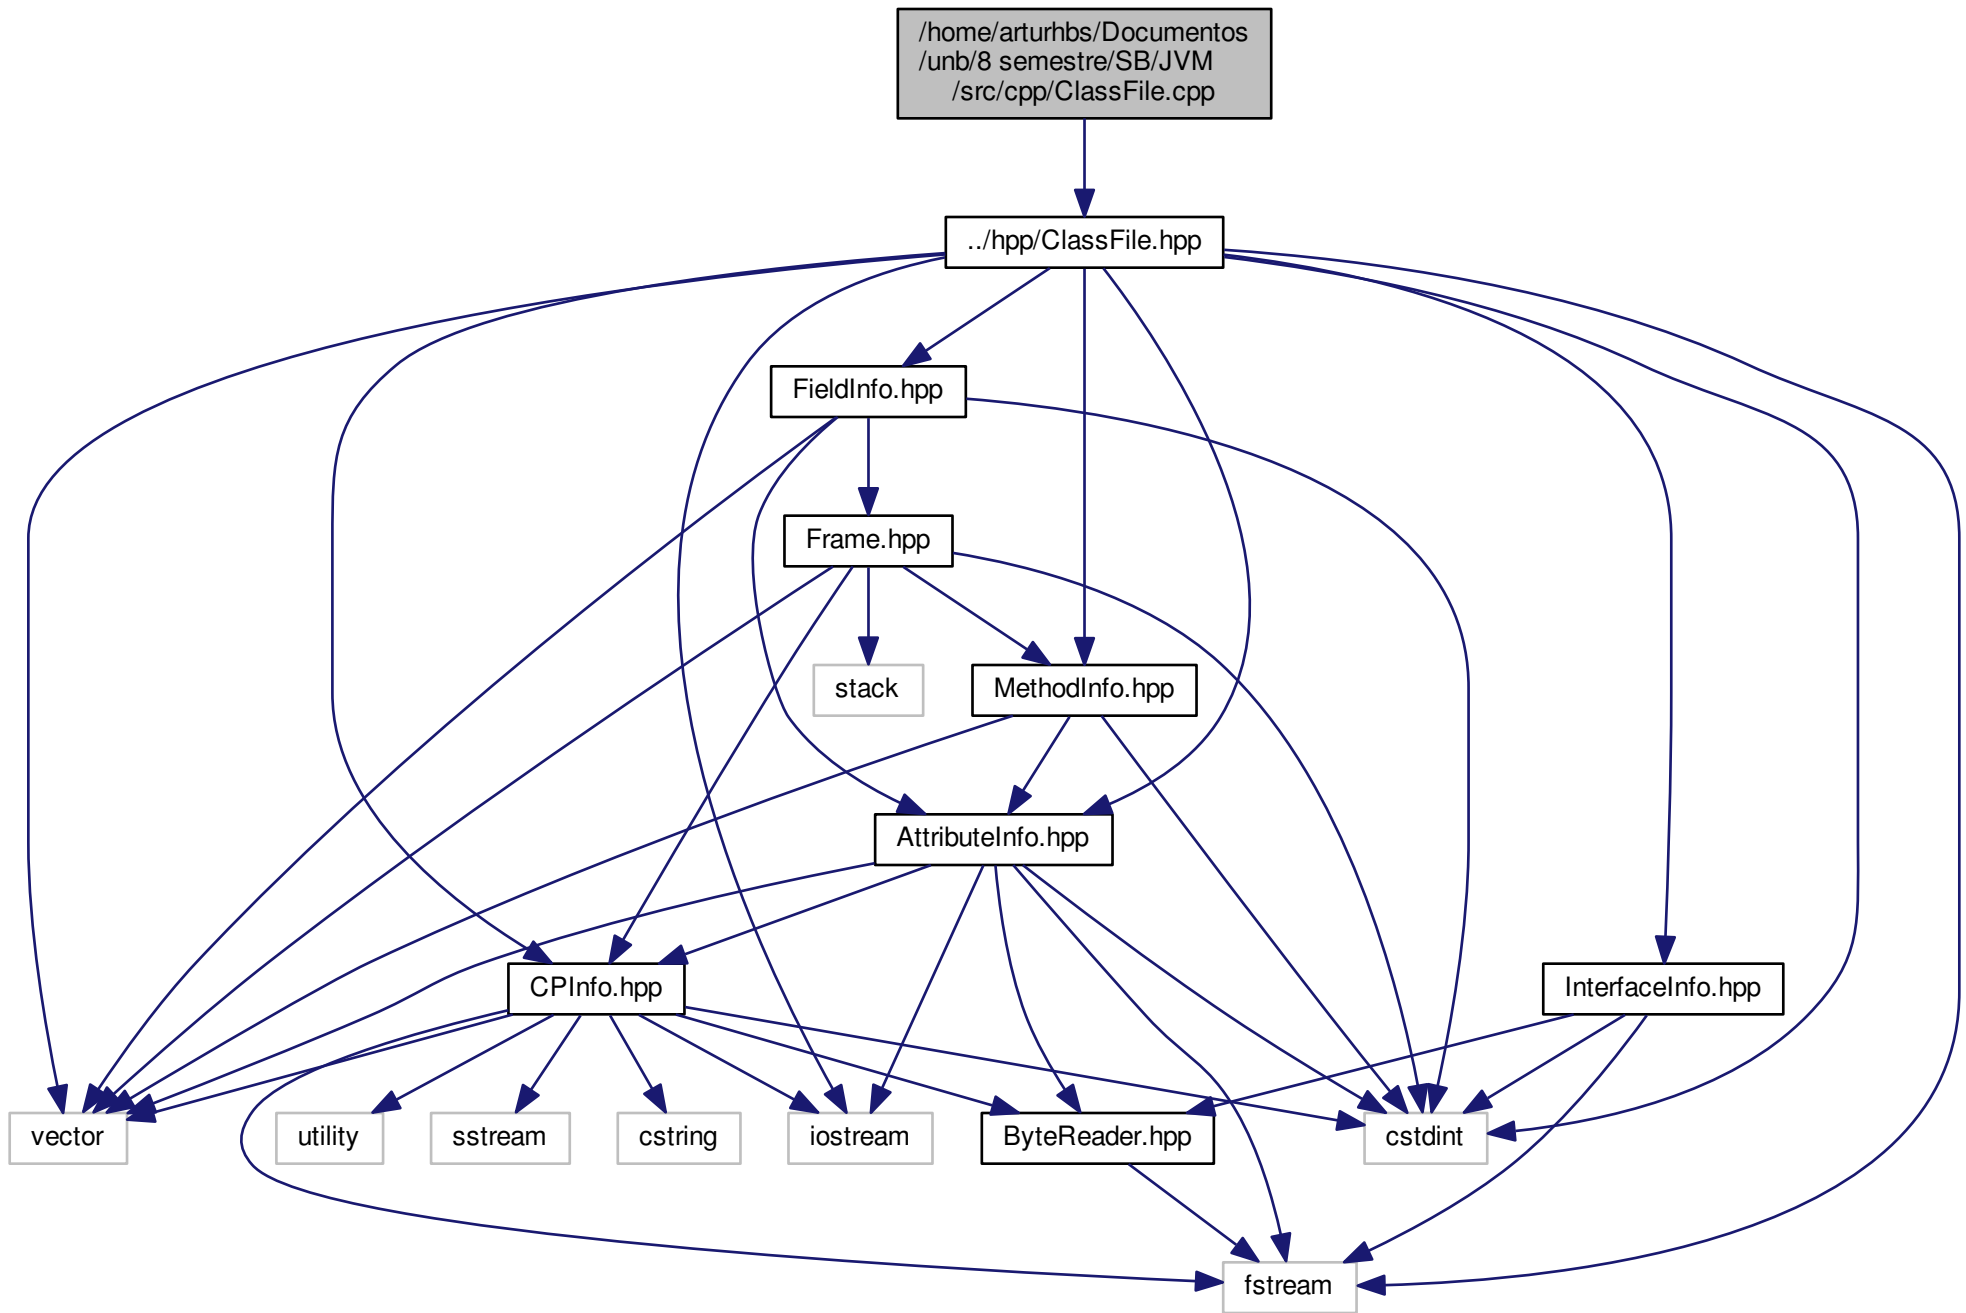 /home/arturhbs/Documentos
/unb/8 semestre/SB/JVM
/src/cpp/ClassFile.cpp
../hpp/ClassFile.hpp
FieldInfo.hpp
Frame.hpp
stack
MethodInfo.hpp
AttributeInfo.hpp
CPInfo.hpp
InterfaceInfo.hpp
vector
utility
sstream
cstring
iostream
ByteReader.hpp
cstdint
fstream